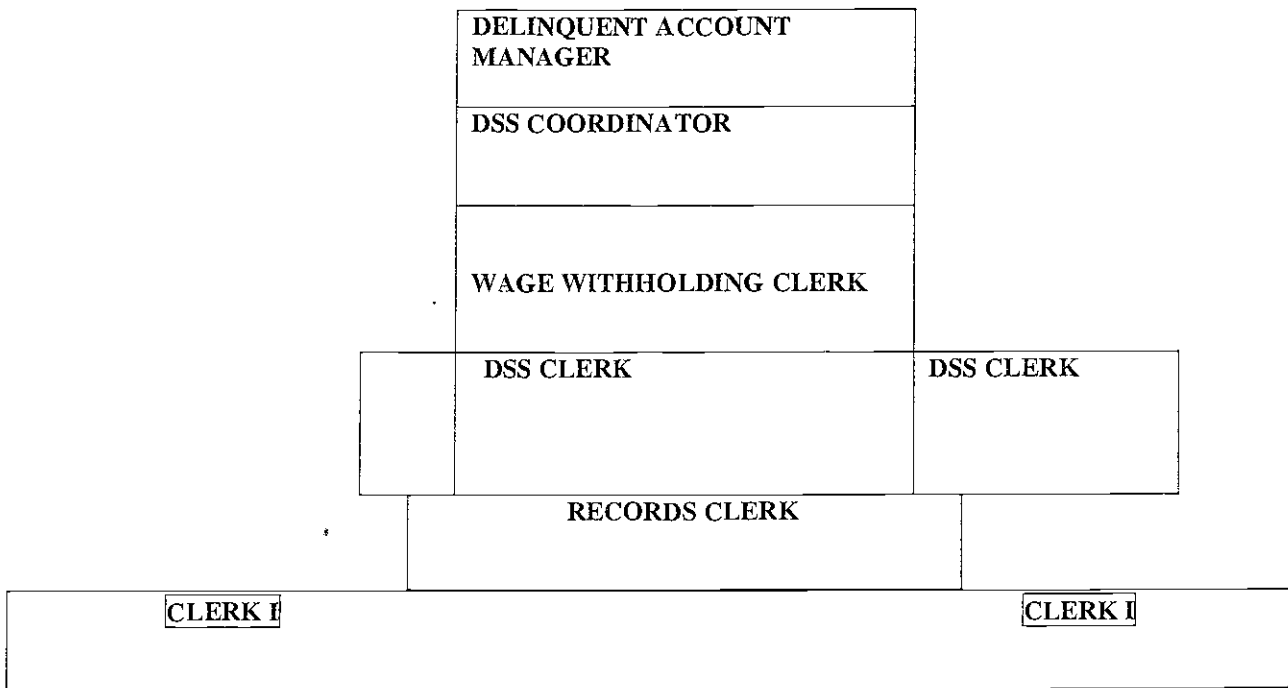 DELINQUENT ACCOUNT
MANAGER
DSS COORDINATOR
WAGE WITHHOLDING CLERK
DSS CLERK
DSS CLERK
RECORDS CLERK
CLERK I
CLERK I